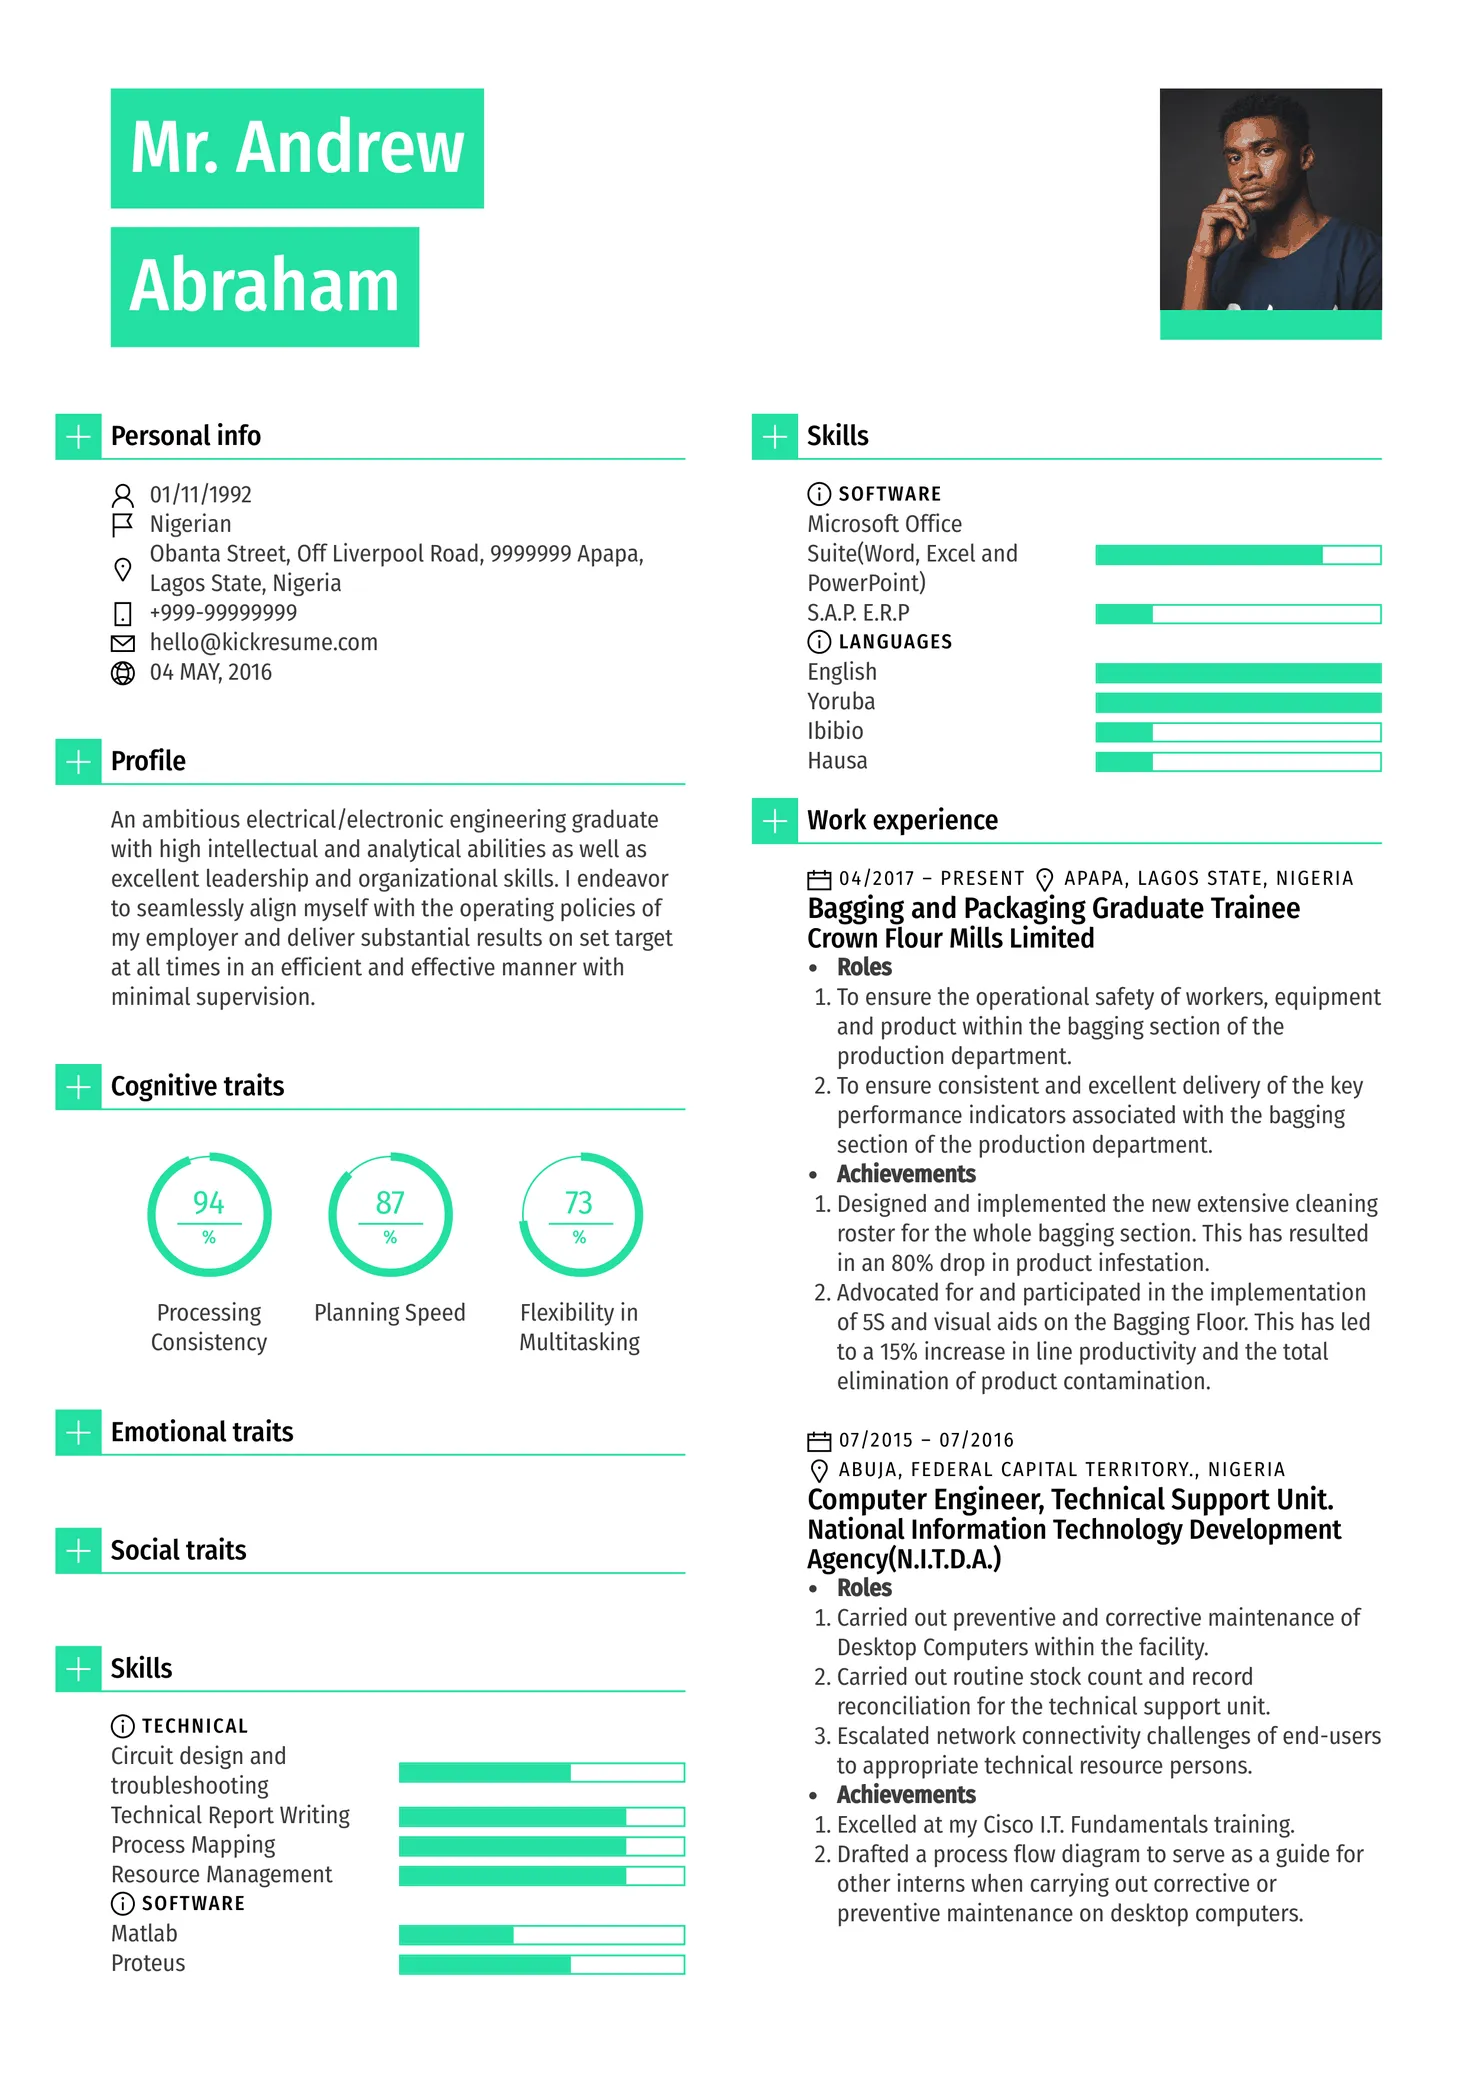 Mr. Andrew
Abraham
Personal info
01/11/1992
Nigerian
Obanta Street, Off Liverpool Road, 9999999 Apapa,
Lagos State, Nigeria
+999-99999999
hello@kickresume.com
04 MAY, 2016
Profile
An ambitious electrical/electronic engineering graduate
with high intellectual and analytical abilities as well as
excellent leadership and organizational skills. I endeavor
to seamlessly align myself with the operating policies of
my employer and deliver substantial results on set target
at all times in an efficient and effective manner with
minimal supervision.
Cognitive traits
94
%
Processing
Consistency
87
%
Planning Speed
73
%
Flexibility in
Multitasking
Emotional traits
Social traits
Skills
TECHNICAL
Circuit design and
troubleshooting
Technical Report Writing
Process Mapping
Resource Management
SOFTWARE
Matlab
Proteus
Skills
SOFTWARE
Microsoft Office
Suite(Word, Excel and
PowerPoint)
S.A.P. E.R.P
LANGUAGES
English
Yoruba
Ibibio
Hausa
Work experience
04/2017 – PRESENT APAPA, LAGOS STATE, NIGERIA
Bagging and Packaging Graduate Trainee
Crown Flour Mills Limited
• Roles
1. To ensure the operational safety of workers, equipment
and product within the bagging section of the
production department.
2. To ensure consistent and excellent delivery of the key
performance indicators associated with the bagging
section of the production department.
• Achievements
1. Designed and implemented the new extensive cleaning
roster for the whole bagging section. This has resulted
in an 80% drop in product infestation.
2. Advocated for and participated in the implementation
of 5S and visual aids on the Bagging Floor. This has led
to a 15% increase in line productivity and the total
elimination of product contamination.
07/2015 – 07/2016
ABUJA, FEDERAL CAPITAL TERRITORY., NIGERIA
Computer Engineer, Technical Support Unit.
National Information Technology Development
Agency(N.I.T.D.A.)
• Roles
1. Carried out preventive and corrective maintenance of
Desktop Computers within the facility.
2. Carried out routine stock count and record
reconciliation for the technical support unit.
3. Escalated network connectivity challenges of end-users
to appropriate technical resource persons.
• Achievements
1. Excelled at my Cisco I.T. Fundamentals training.
2. Drafted a process flow diagram to serve as a guide for
other interns when carrying out corrective or
preventive maintenance on desktop computers.